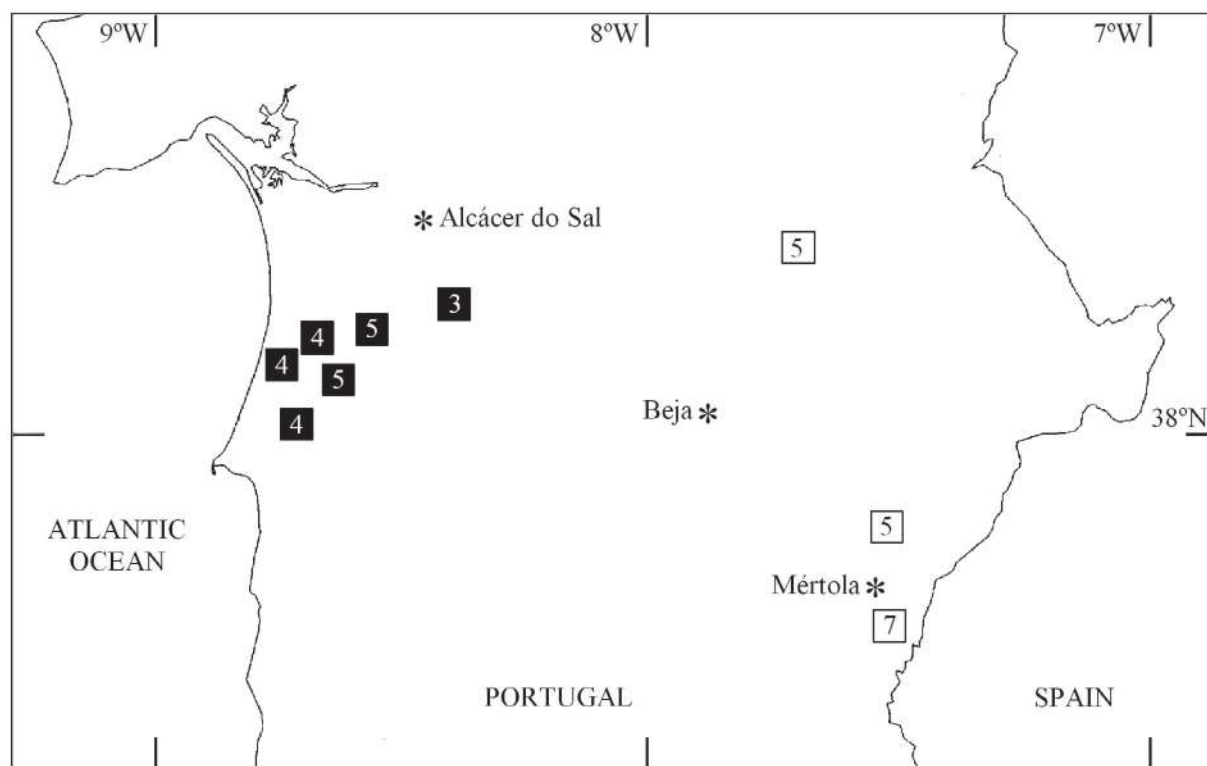 9ºW
8ºW
7ºW
* Alcácer do Sal
5
3
5
4
4
5
4
Beja *
38ºN
ATLANTIC
OCEAN
5
Mértola *
7
PORTUGAL
SPAIN